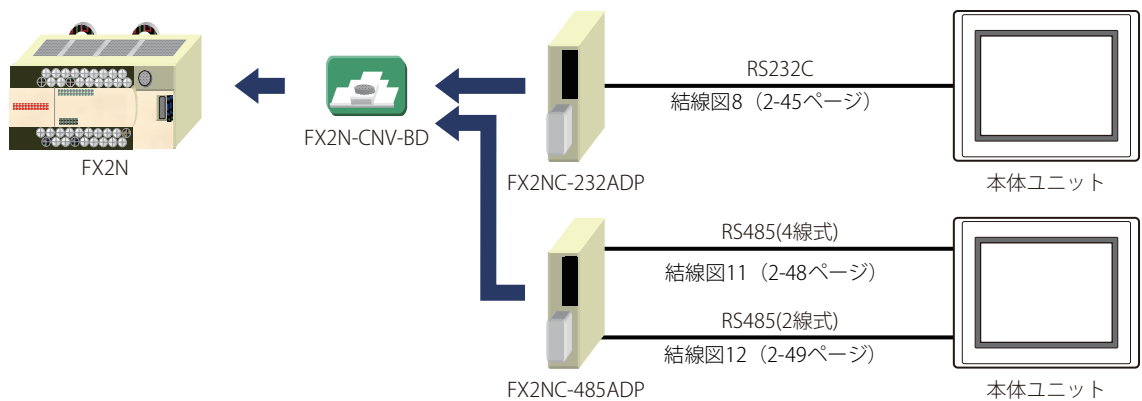 FX2N
FX2N-CNV-BD
FX2NC-232ADP
RS232C
結線図8（2-45ページ）
本体ユニット
FX2NC-485ADP
RS485(4線式)
結線図11（2-48ページ）
RS485(2線式)
結線図12（2-49ページ）
本体ユニット